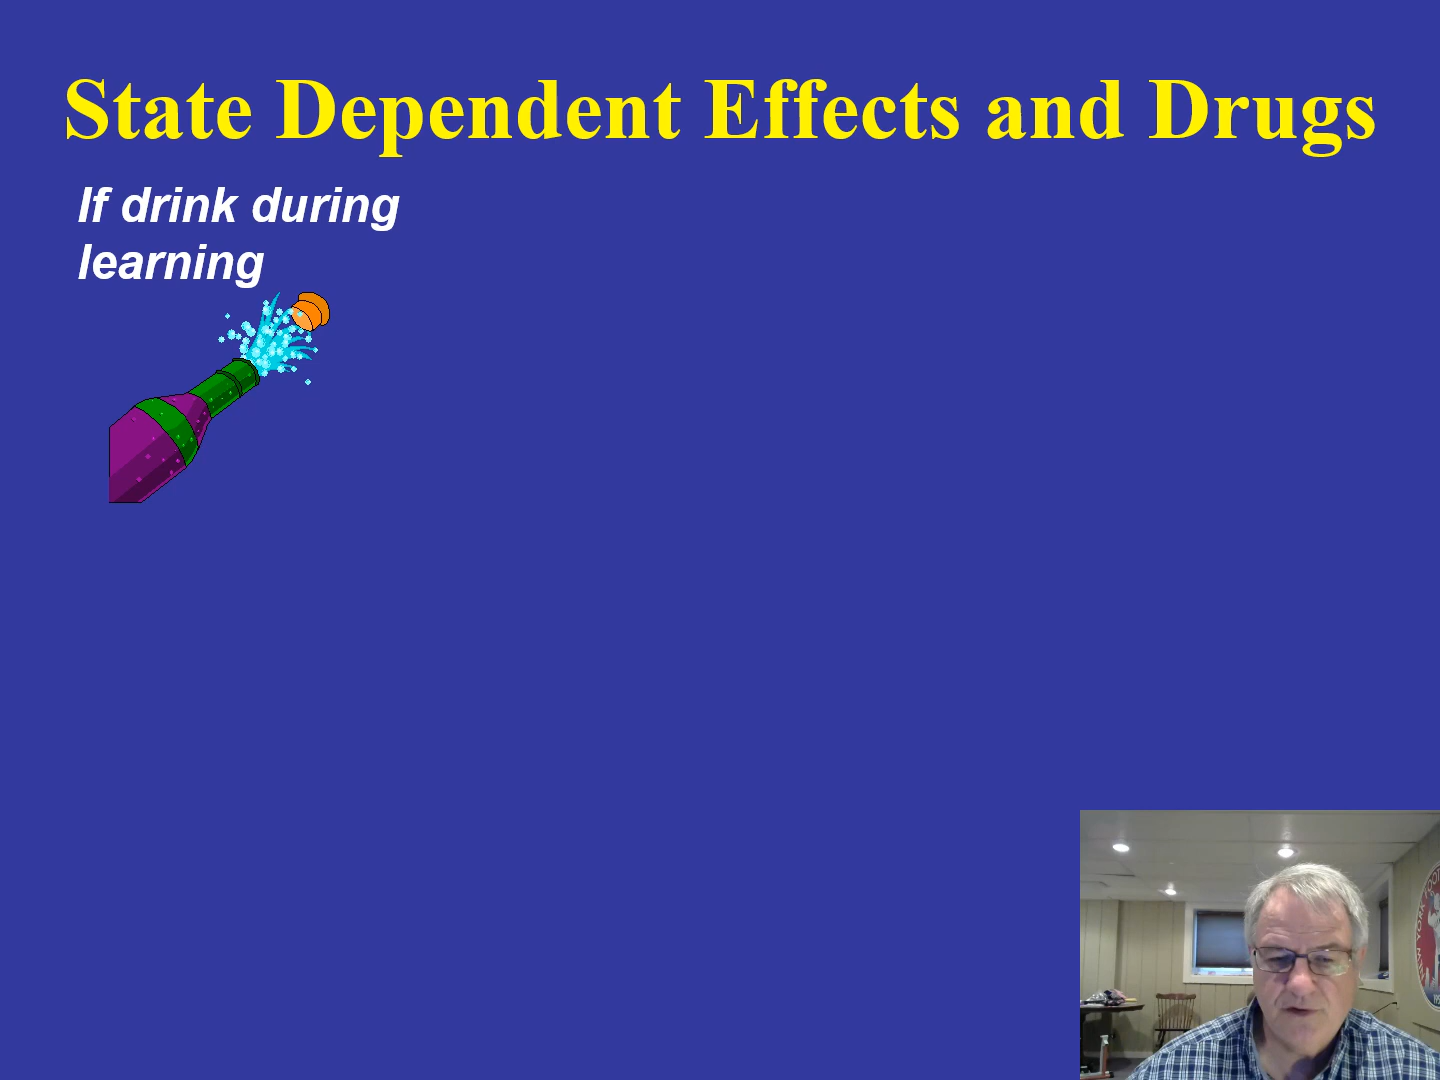 State Dependent Effects and Drugs
If drink during
learning